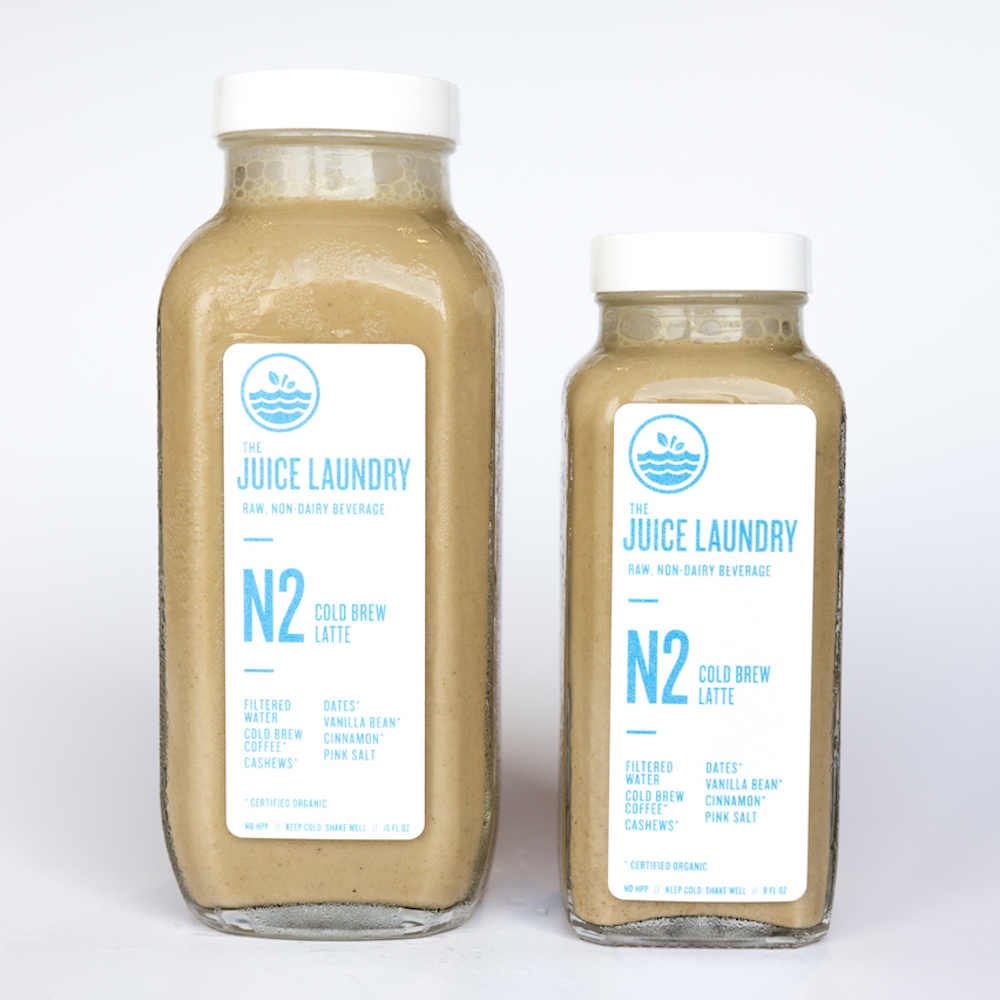 THE
JUICE LAUNDRY
RAW, NON-DAIRY BEVERAGE
N2 COLD BREW
LATTE
FILTERED
WATER
COLD BREW
COFFEE*
CASHEWS*
DATES*
VANILLA BEAN*
CINNAMON*
PINK SALT
* CERTIFIED ORGANIC
NO HPP // KEEP COLD, SHAKE WELL // 16 FL OZ
THE
JUICE LAUNDRY
RAW, NON-DAIRY BEVERAGE
N2 COLD BREW
LATTE
FILTERED
WATER
COLD BREW
COFFEE*
CASHEWS*
DATES*
VANILLA BEAN*
CINNAMON*
PINK SALT
* CERTIFIED ORGANIC
NO HPP // KEEP COLD, SHAKE WELL // 8 FL OZ